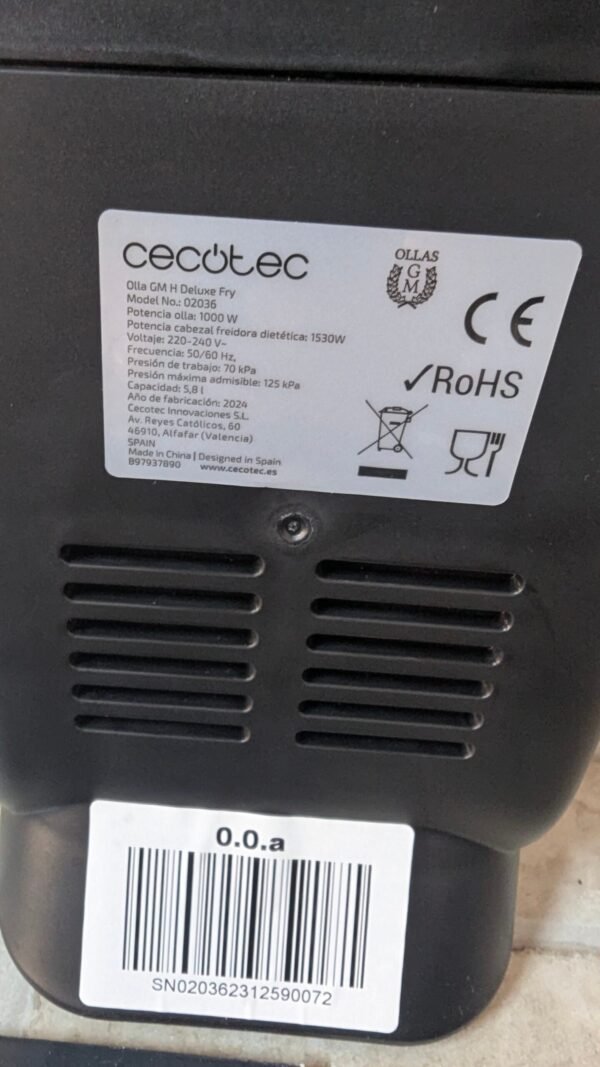 cecotec
Olla GM H Deluxe Fry
Model No.: 02036
Potencia olla: 1000 W
Potencia cabezal freidora dietética: 1530W
Voltaje: 220-240 V~
Frecuencia: 50/60 Hz,
Presión de trabajo: 70 kPa
Presión máxima admisible: 125 kPa
Capacidad: 5,8 l
Año de fabricación: 2024
Cecotec Innovaciones S.L.
Av. Reyes Católicos, 60
46910, Alfafar (Valencia)
SPAIN
Made in China | Designed in Spain
B97937890 www.cecotec.es
OLLAS
G
M
CE
✓RoHS
0.0.a
SN020362312590072